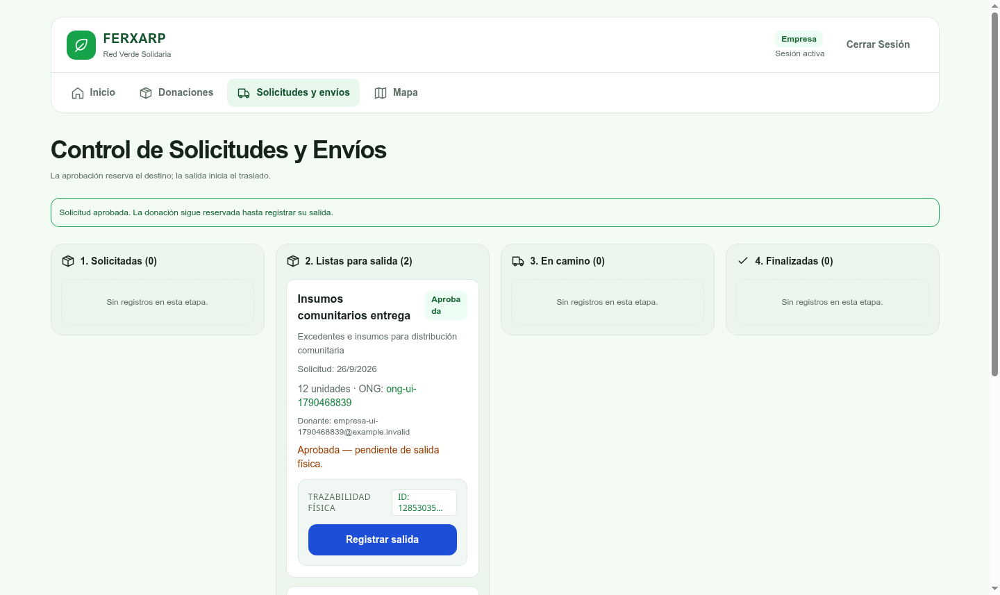 FERXARP
Red Verde Solidaria
Empresa
Sesión activa
Cerrar Sesión
Inicio
Donaciones
Solicitudes y envíos
Mapa
Control de Solicitudes y Envíos
La aprobación reserva el destino; la salida inicia el traslado.
Solicitud aprobada. La donación sigue reservada hasta registrar su salida.
1. Solicitadas (0)
Sin registros en esta etapa.
2. Listas para salida (2)
Insumos
comunitarios entrega
Aproba
da
Excedentes e insumos para distribución
comunitaria
Solicitud: 26/9/2026
12 unidades · ONG: ong-ui-
1790468839
Donante: empresa-ui-
1790468839@example.invalid
Aprobada — pendiente de salida
física.
TRAZABILIDAD
FÍSICA
ID:
12853035...
Registrar salida
3. En camino (0)
Sin registros en esta etapa.
4. Finalizadas (0)
Sin registros en esta etapa.